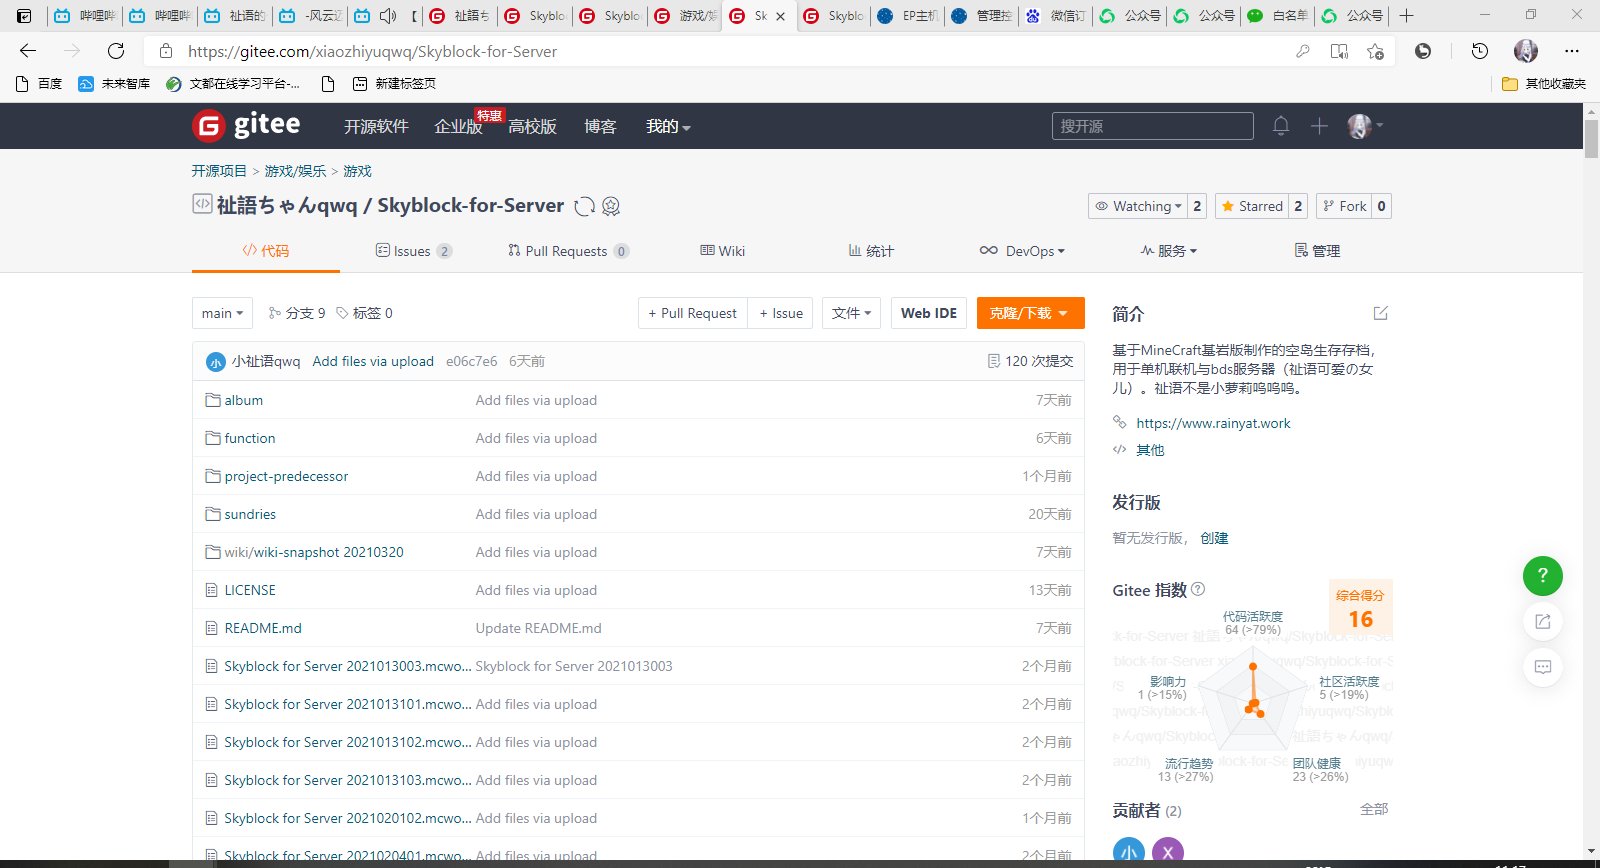 哔哩哔
哔哩哔
祉语的
-风云迈
【
祉語ち
Skyblo
Skyblo
游戏/娱
Sk
Skyblo
EP主机
管理控
微信订
公众号
公众号
白名单
公众号
https://gitee.com/xiaozhiyuqwq/Skyblock-for-Server
百度
未来智库
文都在线学习平台-...
新建标签页
其他收藏夹
gitee
开源软件
企业版
特惠
高校版
博客
我的
搜开源
开源项目 > 游戏/娱乐 > 游戏
祉語ちゃんqwq / Skyblock-for-Server
Watching 2
Starred 2
Fork 0
代码
Issues 2
Pull Requests 0
Wiki
统计
DevOps
服务
管理
main
分支 9
标签 0
+ Pull Request
+ Issue
文件
Web IDE
克隆/下载
小 小祉语qwq Add files via upload e06c7e6 6天前
120 次提交
album Add files via upload 7天前
function Add files via upload 6天前
project-predecessor Add files via upload 1个月前
sundries Add files via upload 20天前
wiki/wiki-snapshot 20210320 Add files via upload 7天前
LICENSE Add files via upload 13天前
README.md Update README.md 7天前
Skyblock for Server 2021013003.mcwo... Skyblock for Server 2021013003 2个月前
Skyblock for Server 2021013101.mcwo... Add files via upload 2个月前
Skyblock for Server 2021013102.mcwo... Add files via upload 2个月前
Skyblock for Server 2021013103.mcwo... Add files via upload 2个月前
Skyblock for Server 2021020102.mcwo... Add files via upload 1个月前
Skyblock for Server 2021020401.mcwo... Add files via upload 2个月前
简介
基于MineCraft基岩版制作的空岛生存存档，
用于单机联机与bds服务器（祉语可爱の女
儿）。祉语不是小萝莉呜呜呜。
https://www.rainyat.work
其他
发行版
暂无发行版， 创建
Gitee 指数
综合得分
16
代码活跃度
64 (>79%)
影响力
1 (>15%)
社区活跃度
5 (>19%)
流行趋势
13 (>27%)
团队健康
23 (>26%)
贡献者 (2)
全部
小
X